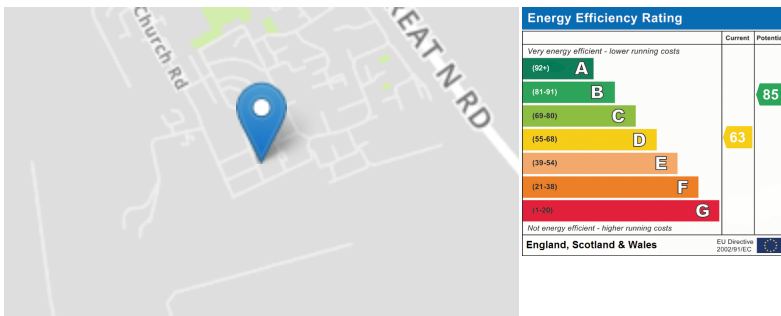 Church Rd
REAT N RD
Energy Efficiency Rating
Current Potentia
Very energy efficient - lower running costs
(92+) A
(81-91) B
85
(69-80) C
(55-68) D
63
(39-54) E
(21-38) F
(1-20) G
Not energy efficient - higher running costs
England, Scotland & Wales
EU Directive
2002/91/EC